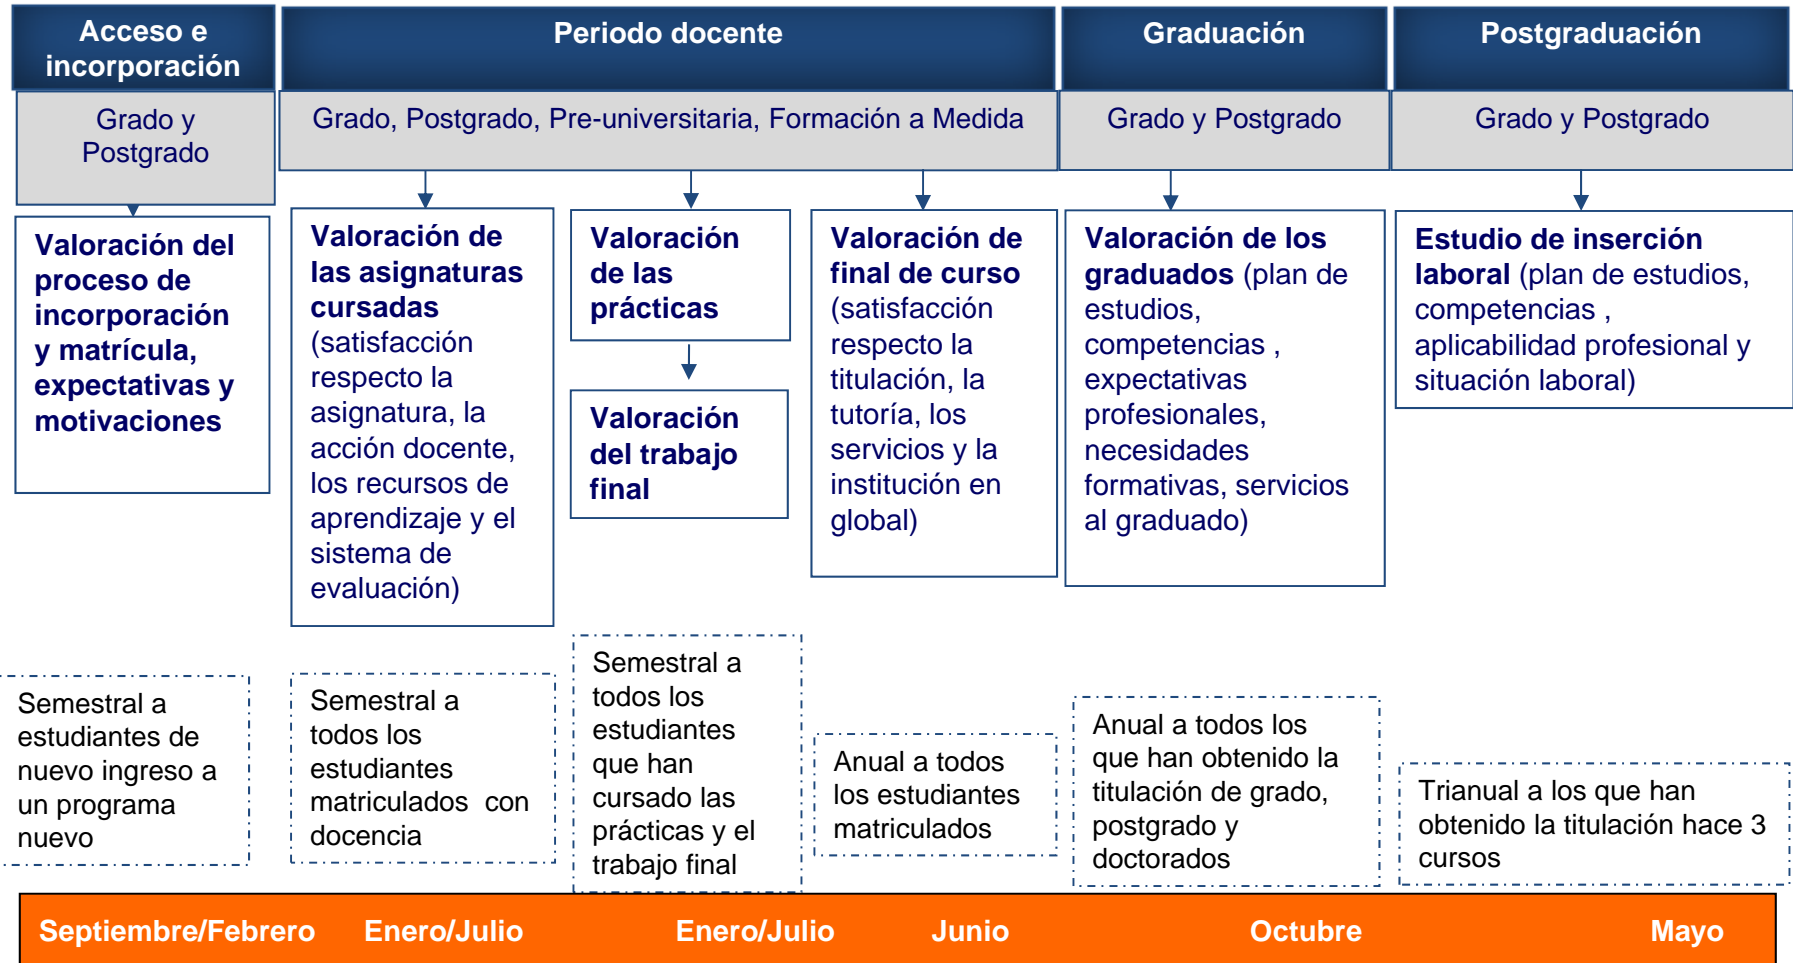 Acceso e
incorporación
Periodo docente
Graduación
Postgraduación
Grado y
Postgrado
Grado, Postgrado, Pre-universitaria, Formación a Medida
Grado y Postgrado
Grado y Postgrado
Valoración del
proceso de
incorporación
y matrícula,
expectativas y
motivaciones
Valoración de
las asignaturas
cursadas
(satisfacción
respecto la
asignatura, la
acción docente,
los recursos de
aprendizaje y el
sistema de
evaluación)
Valoración
de las
prácticas
Valoración
del trabajo
final
Valoración de
final de curso
(satisfacción
respecto la
titulación, la
tutoría, los
servicios y la
institución en
global)
Valoración de los
graduados (plan de
estudios,
competencias ,
expectativas
profesionales,
necesidades
formativas, servicios
al graduado)
Estudio de inserción
laboral (plan de estudios,
competencias ,
aplicabilidad profesional y
situación laboral)
Semestral a
estudiantes de
nuevo ingreso a
un programa
nuevo
Semestral a
todos los
estudiantes
matriculados  con
docencia
Semestral a
todos los
estudiantes
que han
cursado las
prácticas y el
trabajo final
Anual a todos
los estudiantes
matriculados
Anual a todos los
que han obtenido la
titulación de grado,
postgrado y
doctorados
Trianual a los que han
obtenido la titulación hace 3
cursos
Septiembre/Febrero
Enero/Julio
Enero/Julio
Junio
Octubre
Mayo